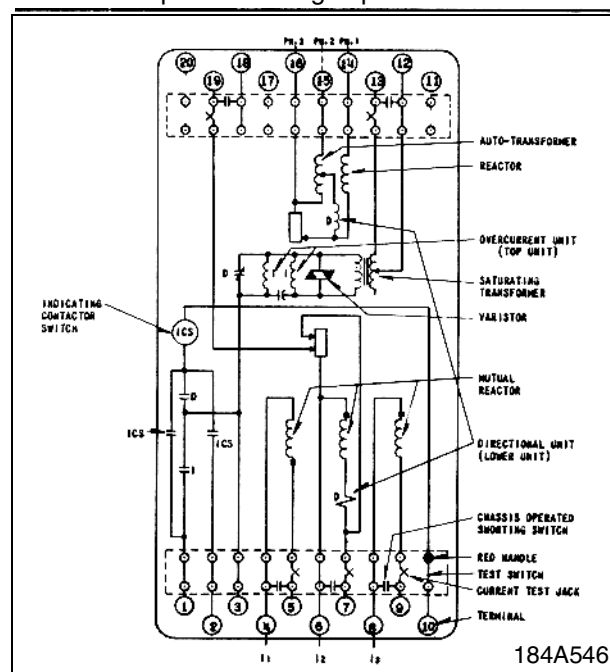 PH.3 PH.2 PH.1
20
19
18
17
16
15
14
13
12
11
AUTO-TRANSFORMER
REACTOR
D
OVERCURRENT UNIT
(TOP UNIT)
D
I
SATURATING
TRANSFORMER
INDICATING
CONTACTOR
SWITCH
VARISTOR
ICS
D
ICS
ICS
I
MUTUAL
REACTOR
D
DIRECTIONAL UNIT
(LOWER UNIT)
CHASSIS OPERATED
SHORTING SWITCH
RED HANDLE
TEST SWITCH
CURRENT TEST JACK
1
2
3
4
5
6
7
8
9
10
TERMINAL
I1
I2
I3
184A546